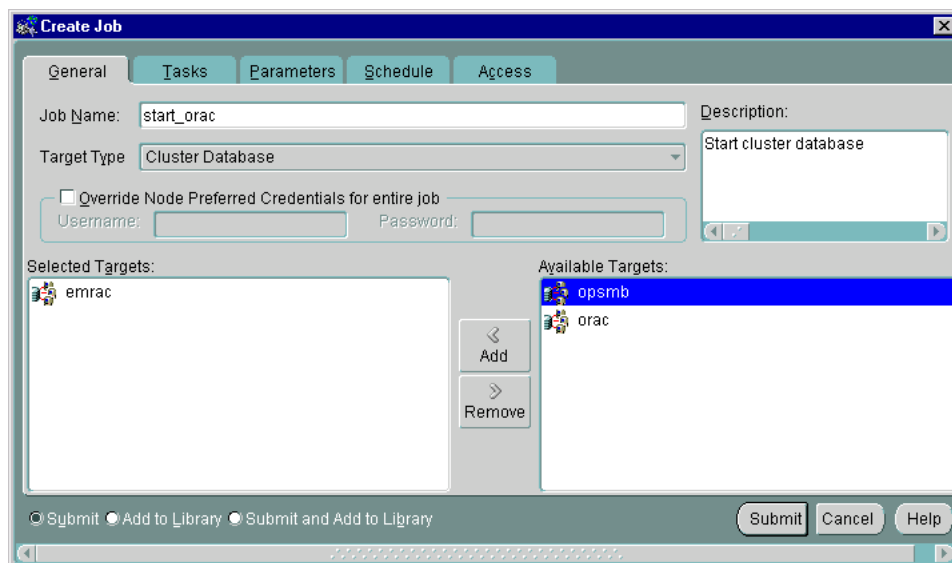 Create Job
General Tasks Parameters Schedule Access
Job Name: start_orac
Description:
Start cluster database
Target Type Cluster Database
Override Node Preferred Credentials for entire job
Username: Password:
Selected Targets:
emrac
Available Targets:
opsmb
orac
Add
Remove
Submit Add to Library Submit and Add to Library
Submit Cancel Help